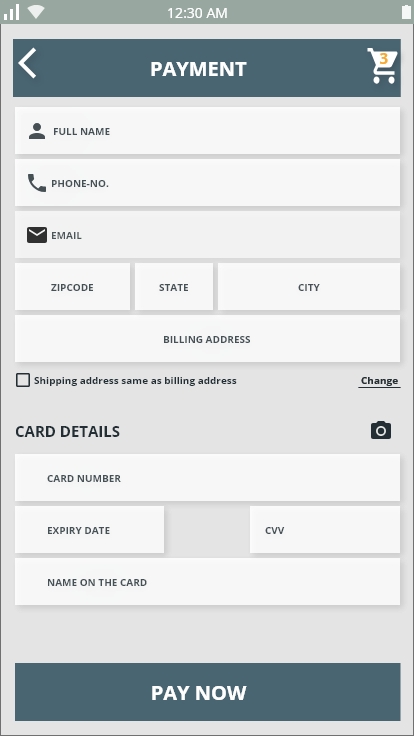 12:30 AM
PAYMENT
3
FULL NAME
PHONE-NO.
EMAIL
ZIPCODE STATE CITY
BILLING ADDRESS
Shipping address same as billing address Change
CARD DETAILS
CARD NUMBER
EXPIRY DATE CVV
NAME ON THE CARD
PAY NOW